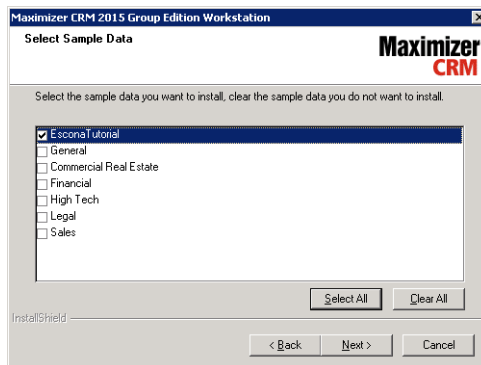 Maximizer CRM 2015 Group Edition Workstation
Select Sample Data
Maximizer
CRM
Select the sample data you want to install, clear the sample data you do not want to install.
EsconaTutorial
General
Commercial Real Estate
Financial
High Tech
Legal
Sales
Select All
Clear All
InstallShield
< Back
Next >
Cancel